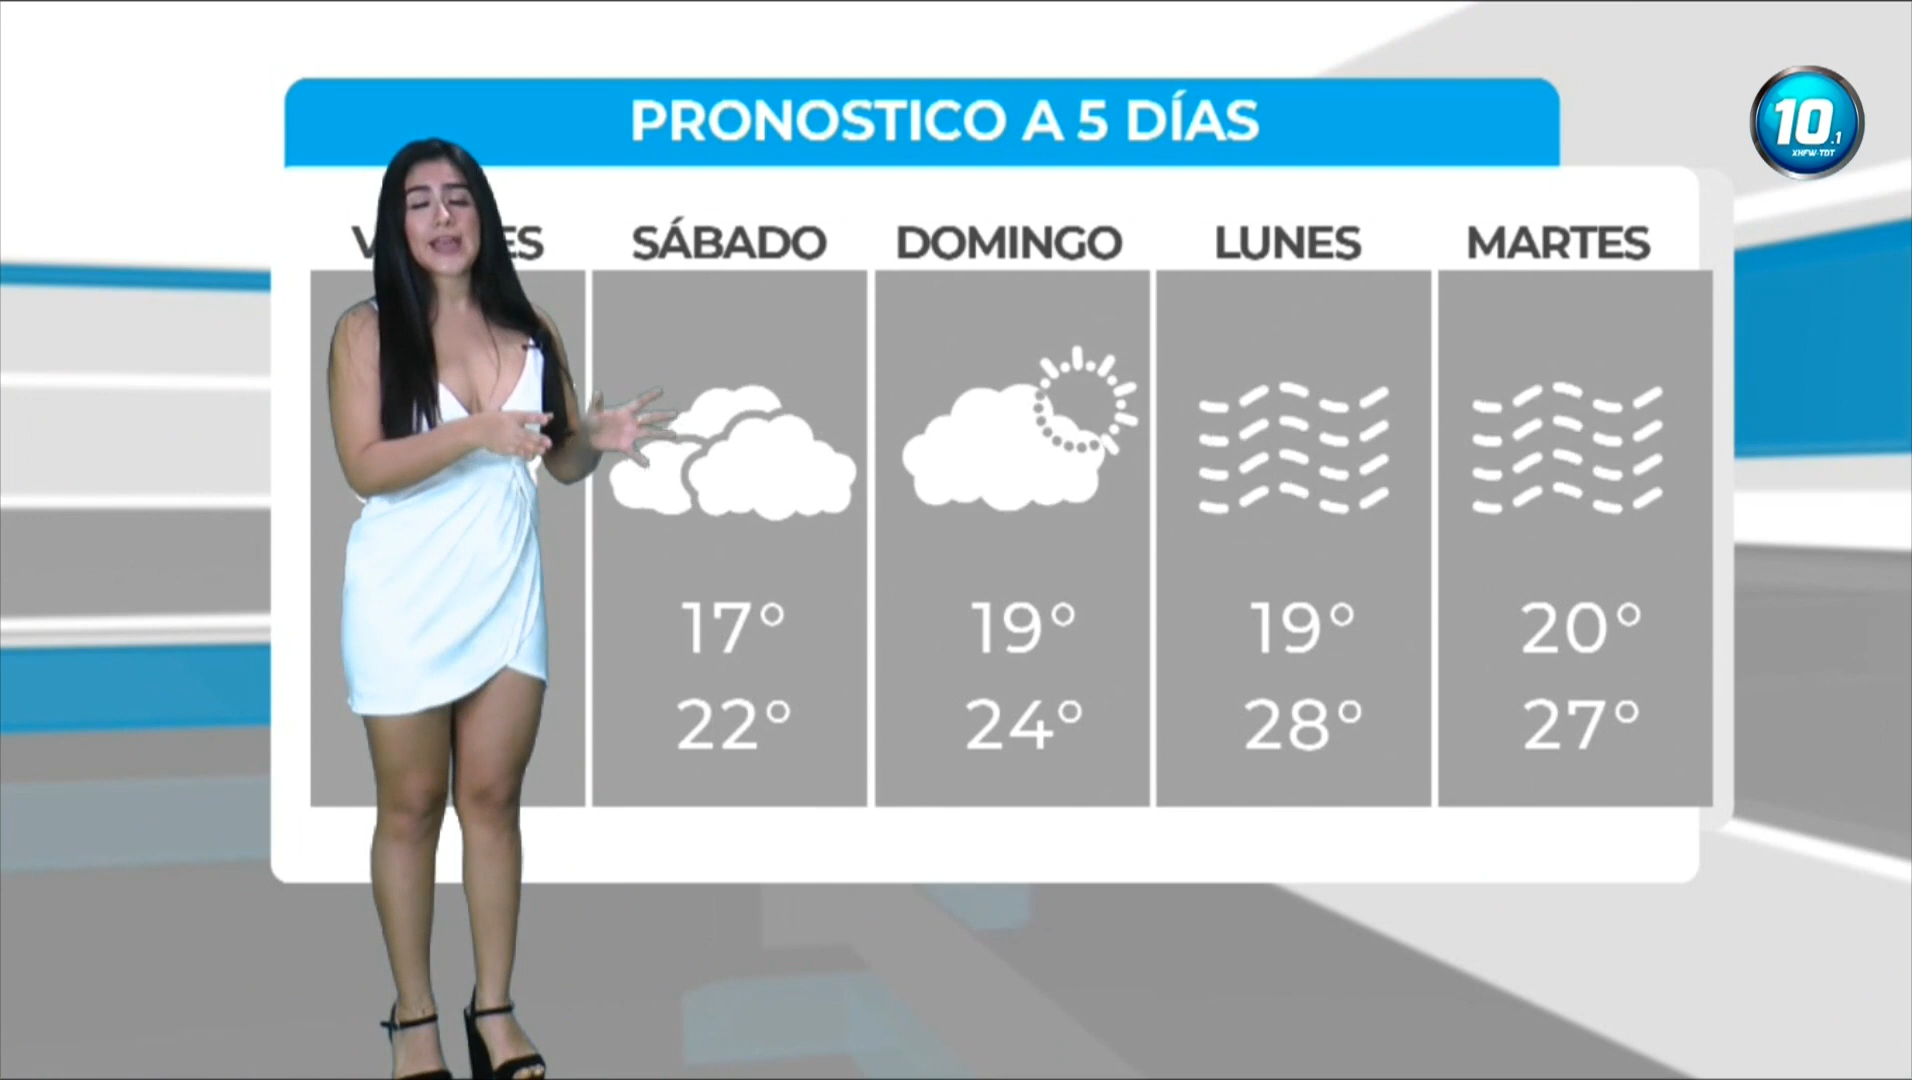 PRONOSTICO A 5 DÍAS
10.1
XHFW-TDT
SÁBADO DOMINGO LUNES MARTES
17° 19° 19° 20°
22° 24° 28° 27°